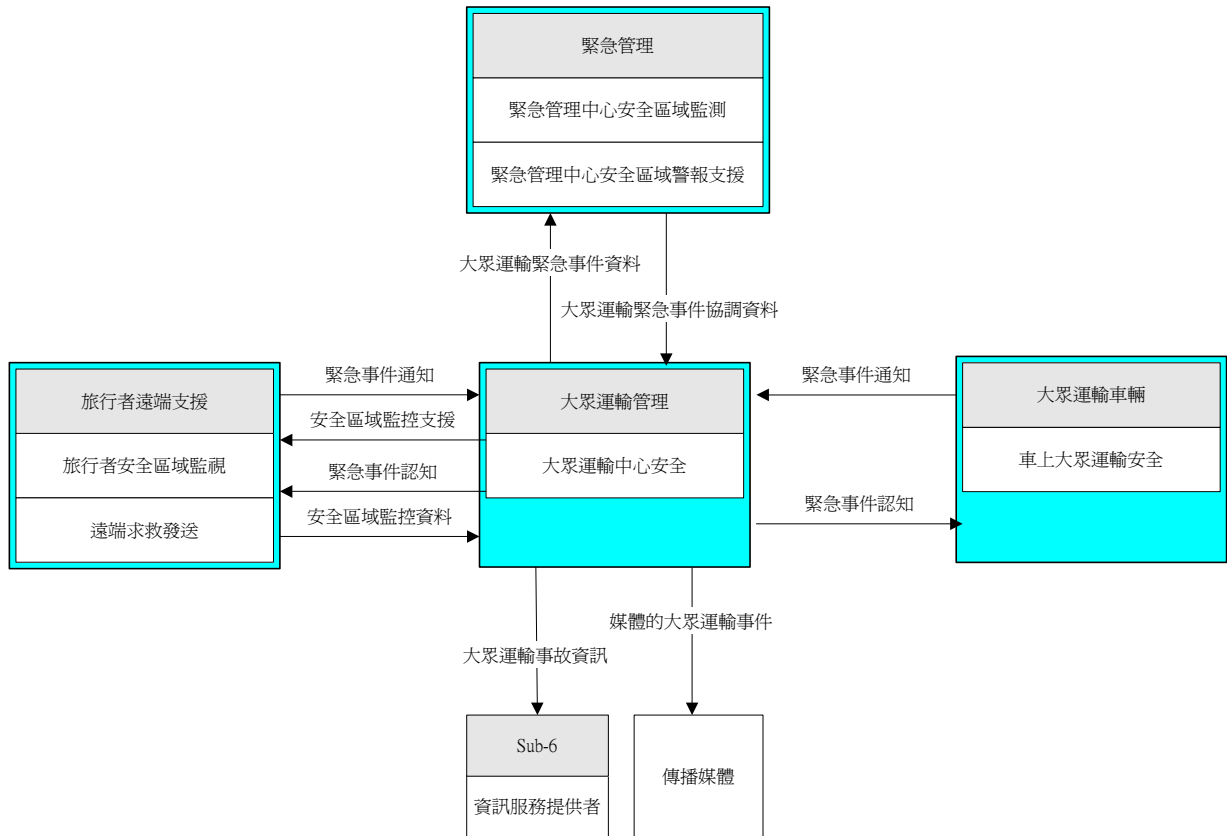 緊急管理
緊急管理中心安全區域監測
緊急管理中心安全區域警報支援
大眾運輸緊急事件資料
大眾運輸緊急事件協調資料
旅行者遠端支援
旅行者安全區域監視
遠端求救發送
緊急事件通知
安全區域監控支援
緊急事件認知
安全區域監控資料
大眾運輸管理
大眾運輸中心安全
緊急事件通知
緊急事件認知
大眾運輸車輛
車上大眾運輸安全
媒體的大眾運輸事件
大眾運輸事故資訊
Sub-6
資訊服務提供者
傳播媒體